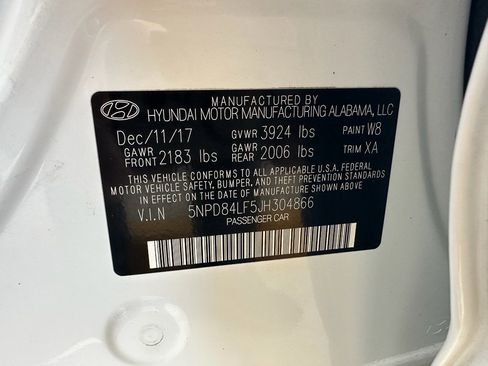 MANUFACTURED BY
HYUNDAI MOTOR MANUFACTURING ALABAMA, LLC
Dec/11/17 GVWR 3924 lbs PAINT W8
GAWR FRONT 2183 lbs GAWR REAR 2006 lbs TRIM XA
THIS VEHICLE CONFORMS TO ALL APPLICABLE U.S.A. FEDERAL
MOTOR VEHICLE SAFETY, BUMPER, AND THEFT PREVENTION
STANDARDS IN EFFECT ON THE DATE OF MANUFACTURE SHOWN ABOVE.
V.I.N 5NPD84LF5JH304866
PASSENGER CAR